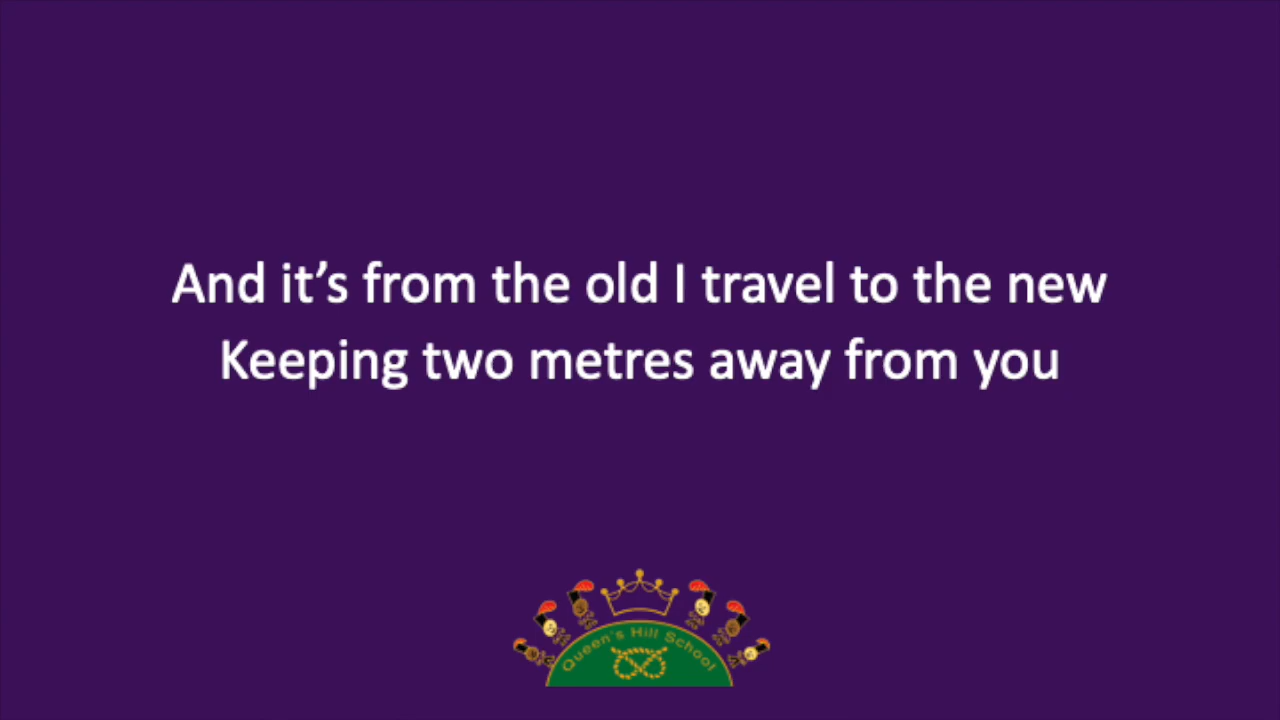 And it’s from the old I travel to the new
Keeping two metres away from you
Queen's Hill School